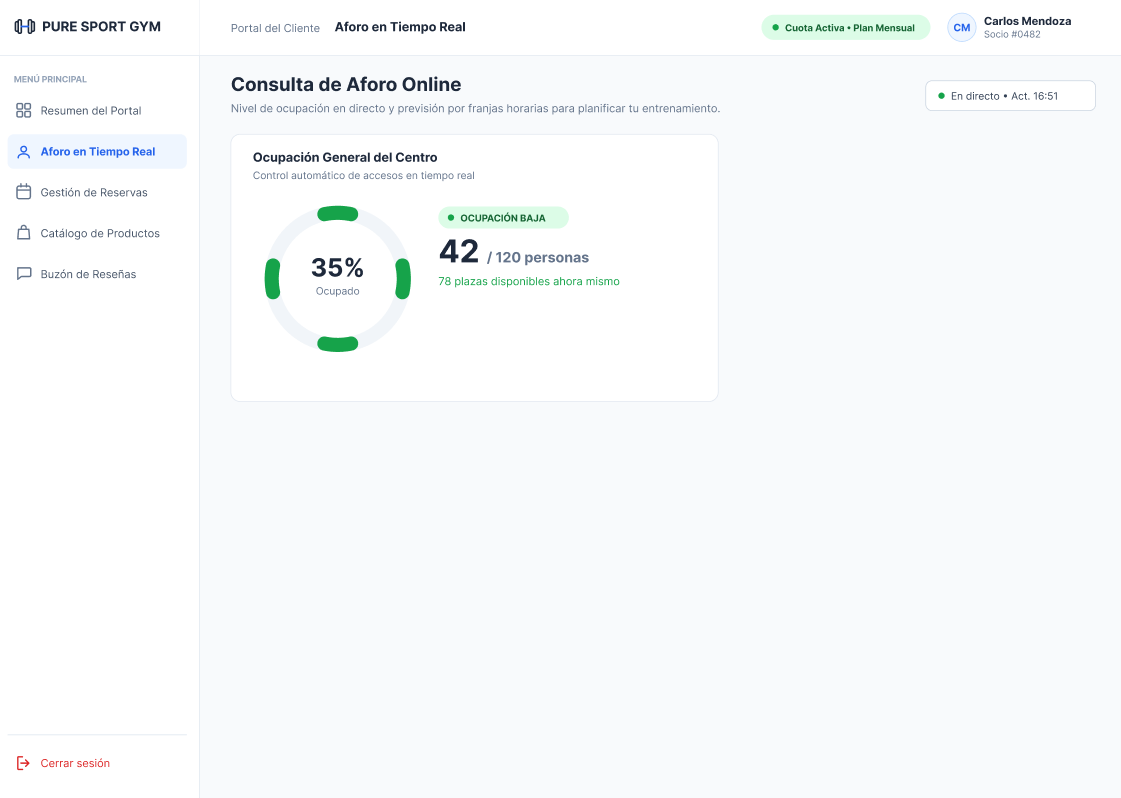 PURE SPORT GYM
Portal del Cliente
Aforo en Tiempo Real
Cuota Activa • Plan Mensual
CM
Carlos Mendoza
Socio #0482
MENÚ PRINCIPAL
Resumen del Portal
Aforo en Tiempo Real
Gestión de Reservas
Catálogo de Productos
Buzón de Reseñas
Cerrar sesión
Consulta de Aforo Online
Nivel de ocupación en directo y previsión por franjas horarias para planificar tu entrenamiento.
En directo • Act. 16:51
Ocupación General del Centro
Control automático de accesos en tiempo real
35%
Ocupado
OCUPACIÓN BAJA
42 / 120 personas
78 plazas disponibles ahora mismo